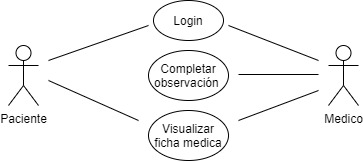 Login
Completar
observación
Paciente
Medico
Visualizar
ficha medica